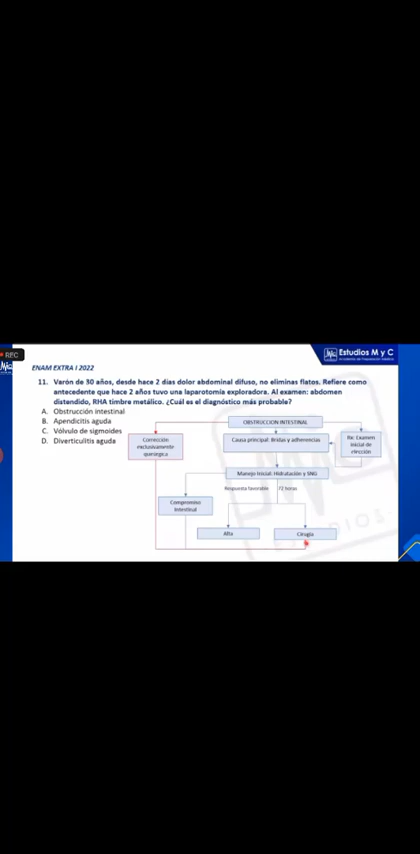 REC
Estudios M y C
ENAM EXTRA I 2022
11. Varón de 30 años, desde hace 2 días dolor abdominal difuso, no eliminas flatos. Refiere como
antecedente que hace 2 años tuvo una laparotomía exploradora. Al examen: abdomen
distendido, RHA timbre metálico. ¿Cuál es el diagnóstico más probable?
A. Obstrucción intestinal
B. Apendicitis aguda
C. Vólvulo de sigmoides
D. Diverticulitis aguda
OBSTRUCCION INTESTINAL
Corrección
exclusivamente
quirúrgica
Causa principal: Bridas y adherencias
Rx: Examen
inicial de
elección
Manejo Inicial: Hidratación y SNG
Respuesta favorable
72 horas
Compromiso
Intestinal
Alta
Cirugía